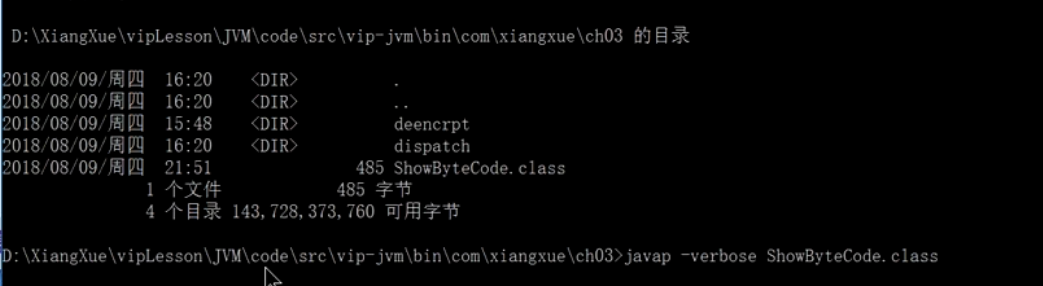 D:\XiangXue\vipLesson\JVM\code\src\vip-jvm\bin\com\xiangxue\ch03 的目录
2018/08/09/周四  16:20    <DIR>          .
2018/08/09/周四  16:20    <DIR>          ..
2018/08/09/周四  15:48    <DIR>          deencrpt
2018/08/09/周四  16:20    <DIR>          dispatch
2018/08/09/周四  21:51               485 ShowByteCode.class
1 个文件            485 字节
4 个目录 143,728,373,760 可用字节
D:\XiangXue\vipLesson\JVM\code\src\vip-jvm\bin\com\xiangxue\ch03>javap -verbose ShowByteCode.class